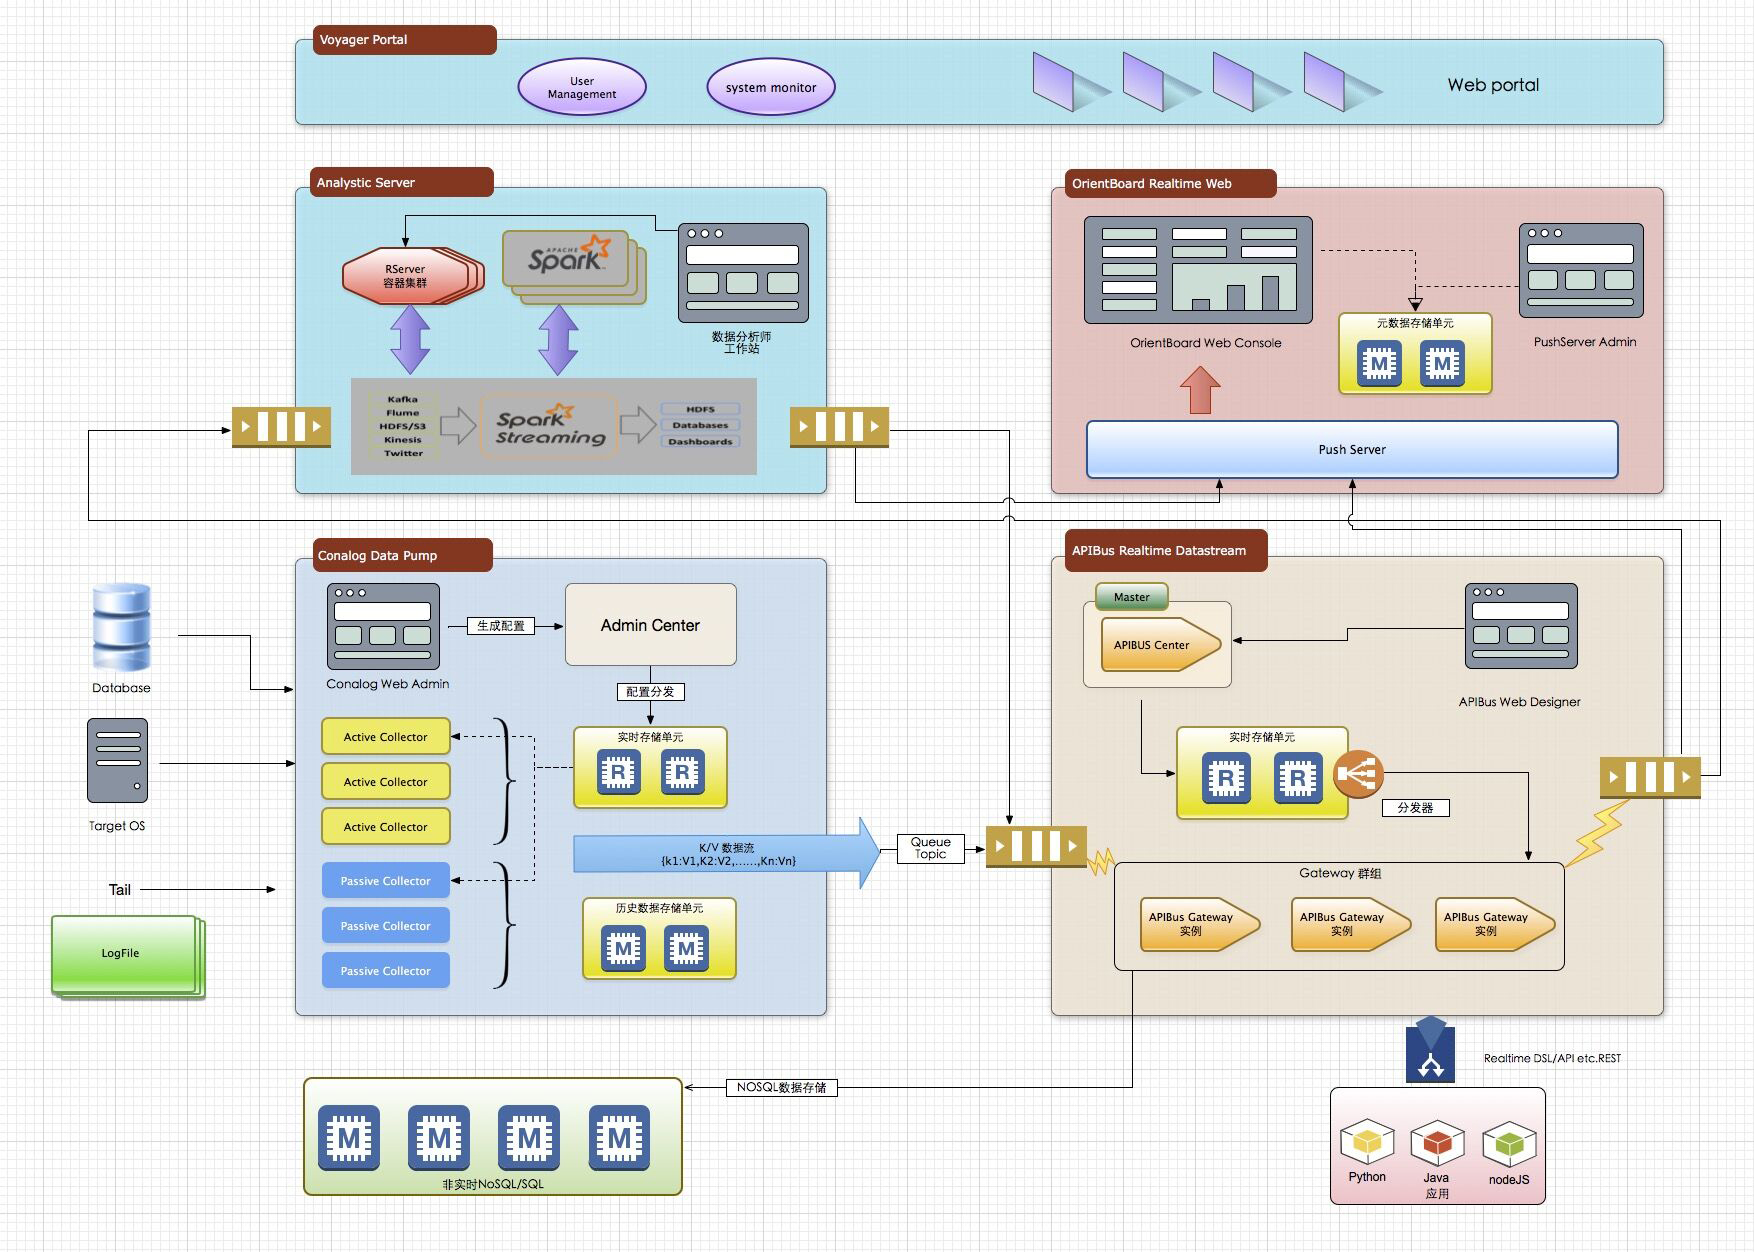 Voyager Portal
User
Management
system monitor
Web portal
Analystic Server
RServer
容器集群
APACHE
Spark
数据分析师
工作站
Kafka
Flume
HDFS/S3
Kinesis
Twitter
Spark
Streaming
HDFS
Databases
Dashboards
OrientBoard Realtime Web
OrientBoard Web Console
元数据存储单元
M
M
PushServer Admin
Push Server
Database
Target OS
Tail
LogFile
Conalog Data Pump
Conalog Web Admin
生成配置
Admin Center
配置分发
Active Collector
Active Collector
Active Collector
Passive Collector
Passive Collector
Passive Collector
实时存储单元
R
R
K/V 数据流
{k1:V1,K2:V2,......,Kn:Vn}
历史数据存储单元
M
M
Queue
Topic
APIBus Realtime Datastream
Master
APIBUS Center
APIBus Web Designer
实时存储单元
R
R
分发器
Gateway 群组
APIBus Gateway
实例
APIBus Gateway
实例
APIBus Gateway
实例
NOSQL数据存储
M
M
M
M
非实时NoSQL/SQL
Realtime DSL/API etc.REST
Python
Java
应用
nodeJS